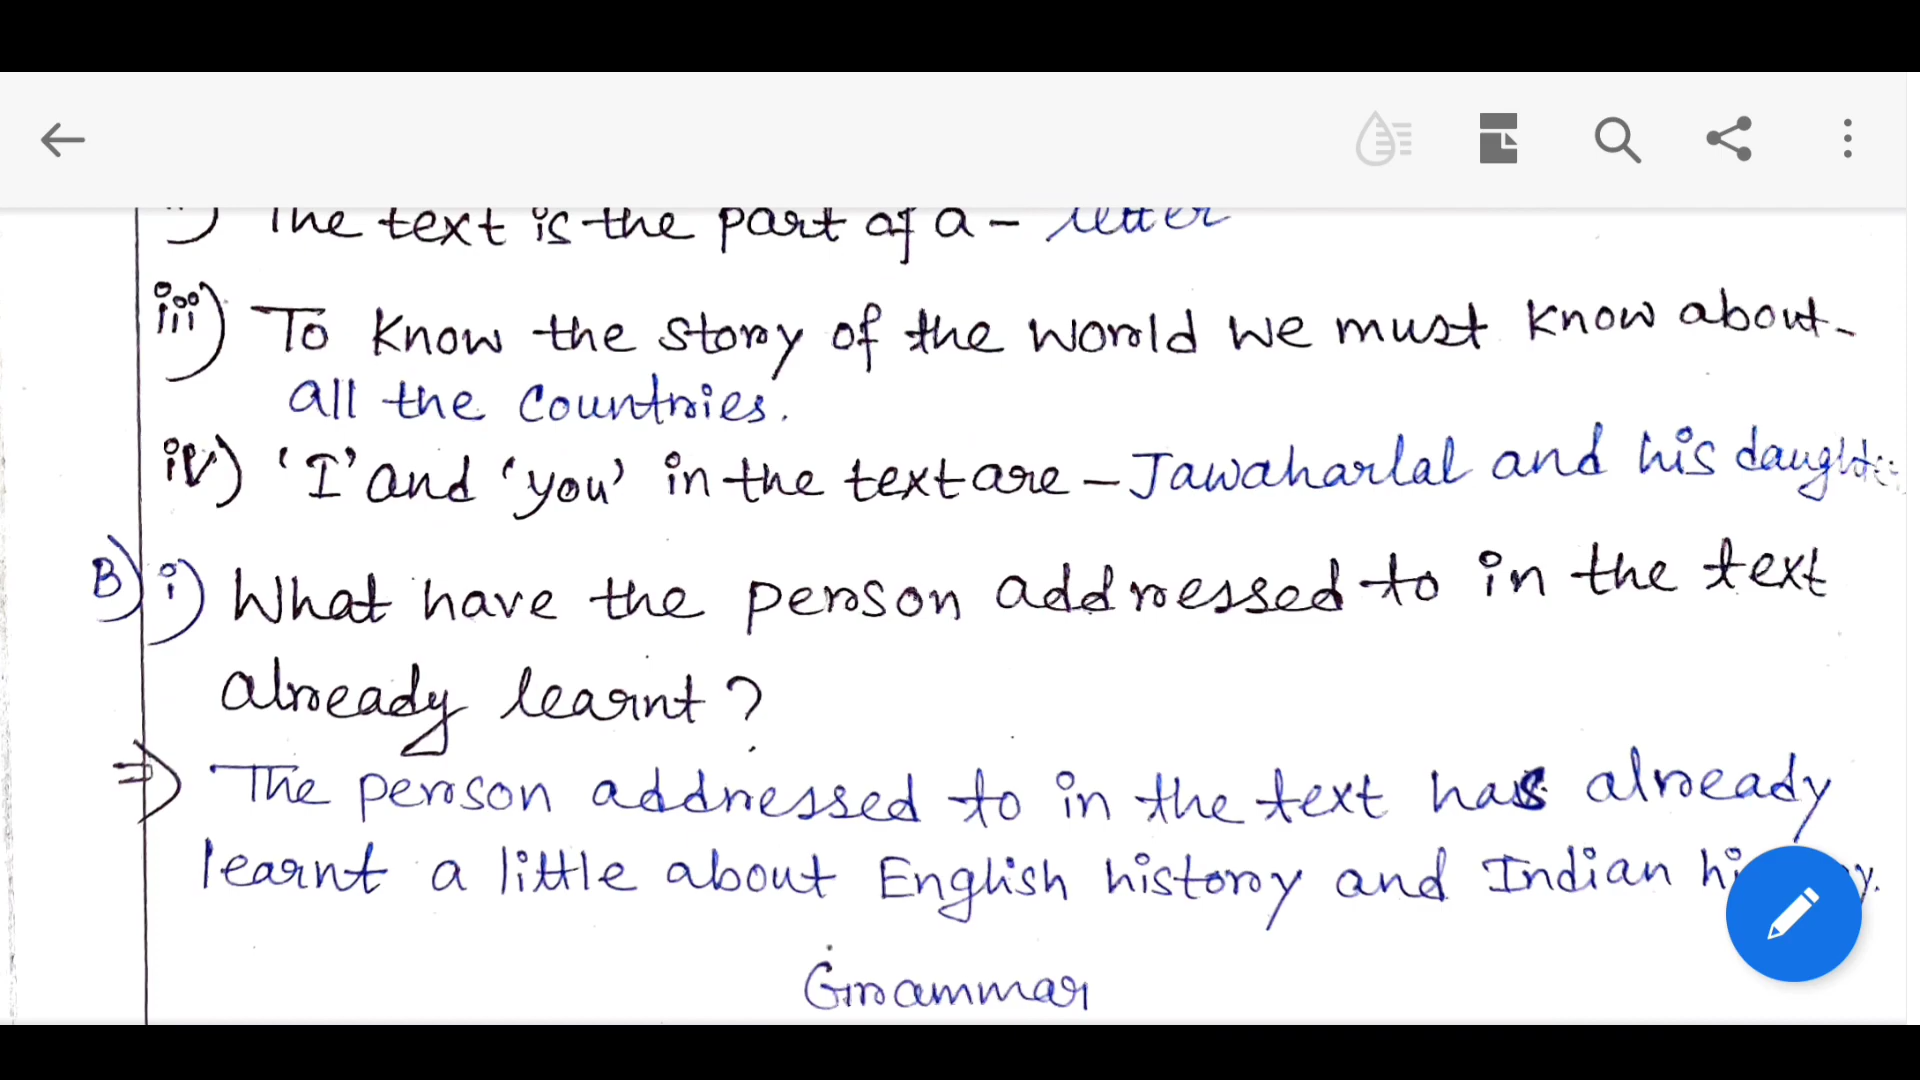 ii) The text is the part of a - letter
iii) To know the story of the world we must know about-
all the countries.
iv) 'I' and 'you' in the text are - Jawaharlal and his
B) i) What have the person addressed to in the text
already learnt?
⇒ The person addressed to in the text has already
learnt a little about English history and Indian
Grammar